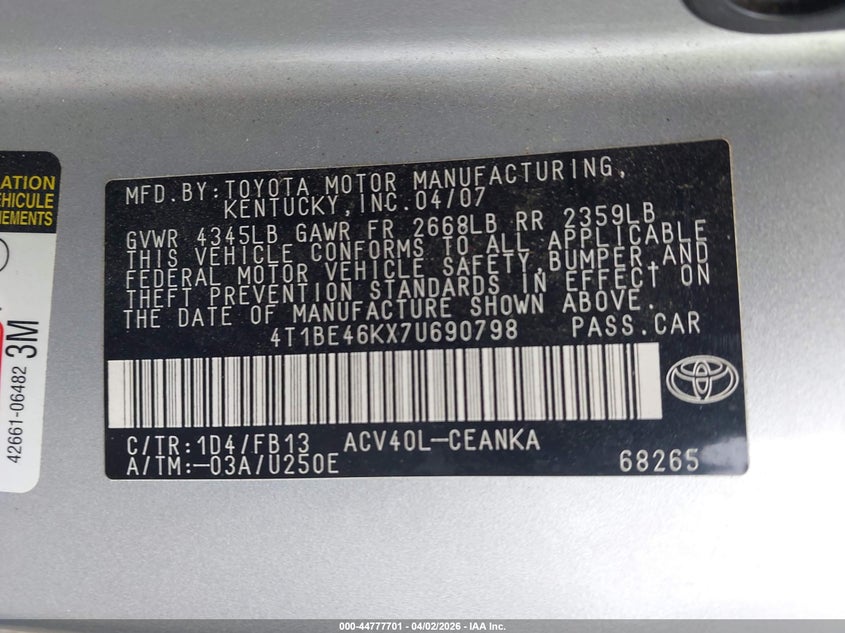 MFD.BY:TOYOTA MOTOR MANUFACTURING,
KENTUCKY,INC.04/07
GVWR 4345LB GAWR FR 2668LB RR 2359LB
THIS VEHICLE CONFORMS TO ALL APPLICABLE
FEDERAL MOTOR VEHICLE SAFETY,BUMPER,AND
THEFT PREVENTION STANDARDS IN EFFECT ON
THE DATE OF MANUFACTURE SHOWN ABOVE.
4T1BE46KX7U690798 PASS.CAR
C/TR:1D4/FB13 ACV40L-CEANKA
A/TM:-03A/U250E 68265
ATION
VEHICULE
NEMENTS
42661-06482 3M
000-44777701 - 04/02/2026 - IAA Inc.